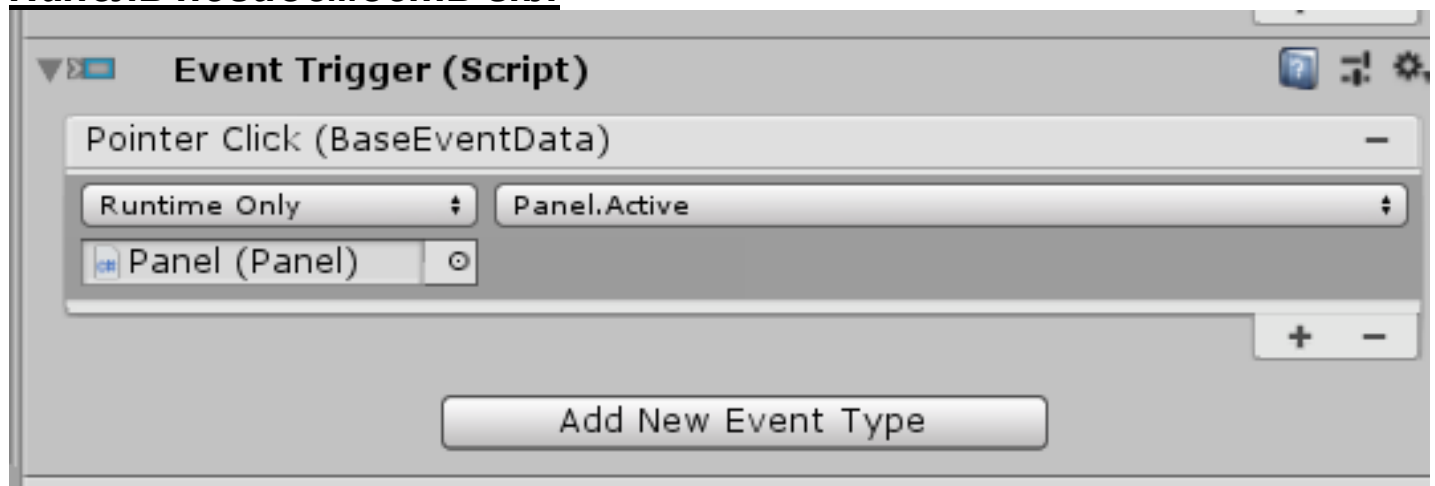 Event Trigger (Script)
Pointer Click (BaseEventData)
Runtime Only
Panel.Active
Panel (Panel)
Add New Event Type